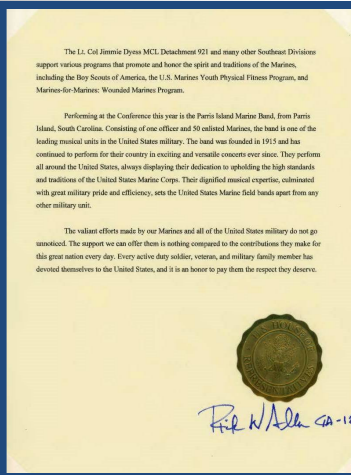 The Lt. Col Jimmie Dyess MCL Detachment 921 and many other Southeast Divisions
support various programs that promote and honor the spirit and traditions of the Marines,
including the Boy Scouts of America, the U.S. Marines Youth Physical Fitness Program, and
Marines-for-Marines: Wounded Marines Program.
Performing at the Conference this year is the Parris Island Marine Band, from Parris
Island, South Carolina. Consisting of one officer and 50 enlisted Marines, the band is one of the
leading musical units in the United States military. The band was founded in 1915 and has
continued to perform for their country in exciting and versatile concerts ever since. They perform
all around the United States, always displaying their dedication to upholding the high standards
and traditions of the United States Marine Corps. Their dignified musical expertise, culminated
with great military pride and efficiency, sets the United States Marine field bands apart from any
other military unit.
The valiant efforts made by our Marines and all of the United States military do not go
unnoticed. The support we can offer them is nothing compared to the contributions they make for
this great nation every day. Every active duty soldier, veteran, and military family member has
devoted themselves to the United States, and it is an honor to pay them the respect they deserve.
Rick W Allen GA-12